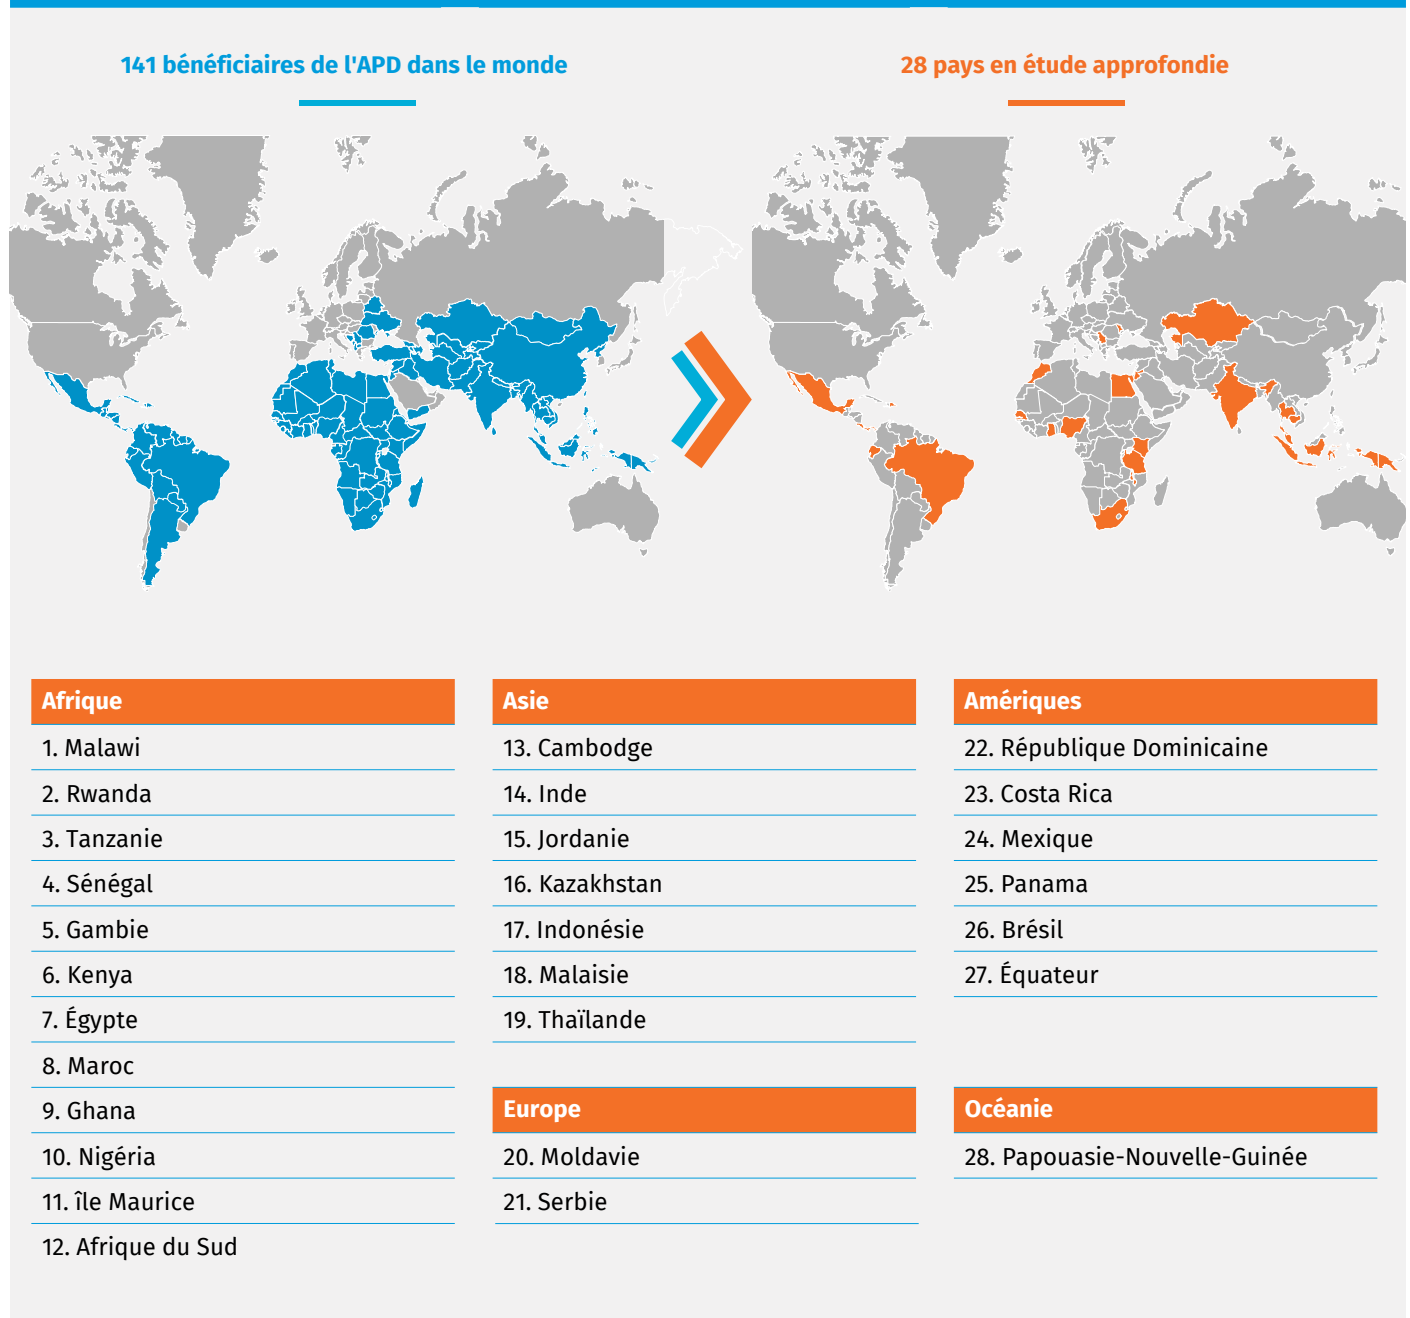 141 bénéficiaires de l'APD dans le monde
28 pays en étude approfondie
Afrique
1. Malawi
2. Rwanda
3. Tanzanie
4. Sénégal
5. Gambie
6. Kenya
7. Égypte
8. Maroc
9. Ghana
10. Nigéria
11. île Maurice
12. Afrique du Sud
Asie
13. Cambodge
14. Inde
15. Jordanie
16. Kazakhstan
17. Indonésie
18. Malaisie
19. Thaïlande
Europe
20. Moldavie
21. Serbie
Amériques
22. République Dominicaine
23. Costa Rica
24. Mexique
25. Panama
26. Brésil
27. Équateur
Océanie
28. Papouasie-Nouvelle-Guinée